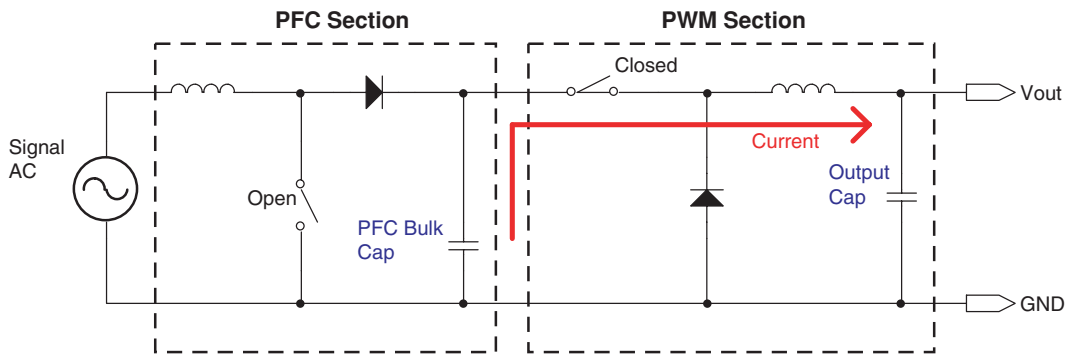 PFC Section
PWM Section
Closed
Vout
Signal
AC
Current
Open
Output
Cap
PFC Bulk
Cap
GND